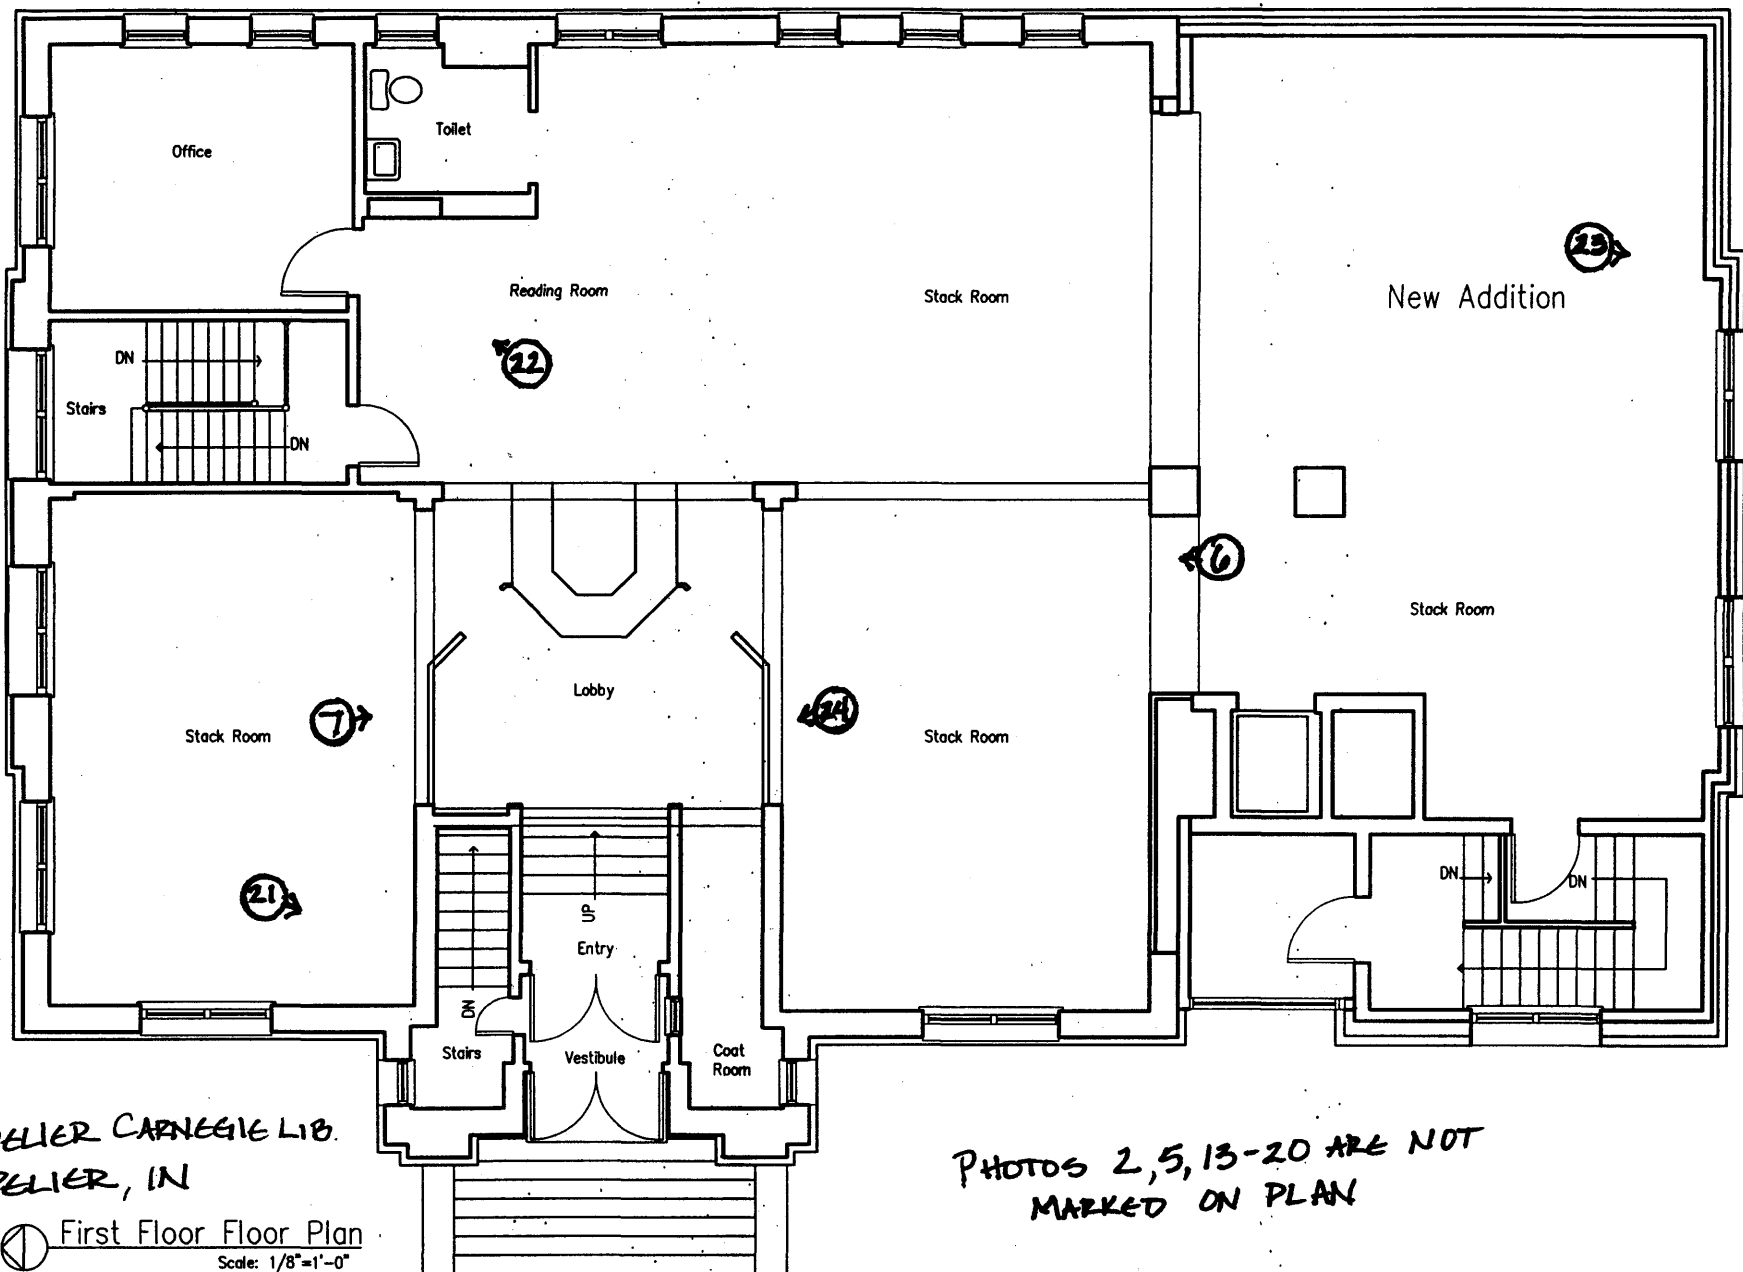 Office
Toilet
Reading Room
Stack Room
New Addition
23
22
DN
Stairs
DN
6
Stack Room
Lobby
Stack Room
7
24
Stack Room
21
DN
UP
Entry
DN
DN
Stairs
Vestibule
Coat
Room
ELIER CARNEGIE LIB.
PELIER, IN
PHOTOS 2, 5, 13-20 ARE NOT
MARKED ON PLAN
First Floor Floor Plan
Scale: 1/8"=1'-0"